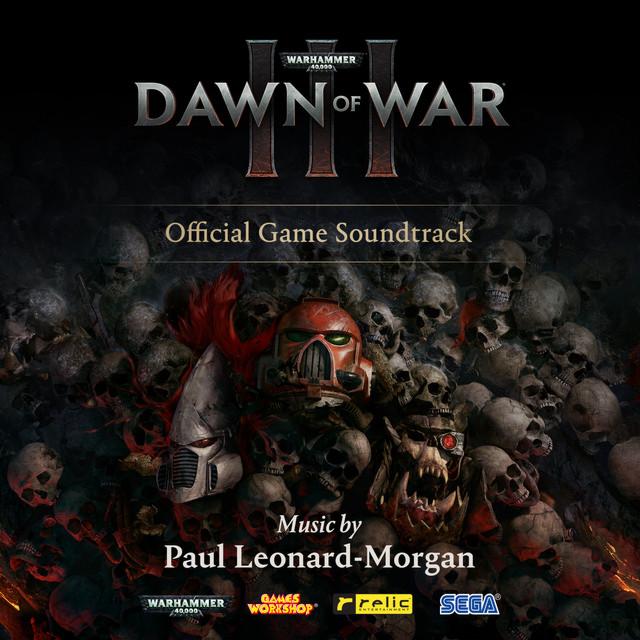 WARHAMMER
40,000
DAWN OF WAR
III
Official Game Soundtrack
Music by
Paul Leonard-Morgan
WARHAMMER
40,000
GAMES
WORKSHOP®
relic
ENTERTAINMENT
SEGA®